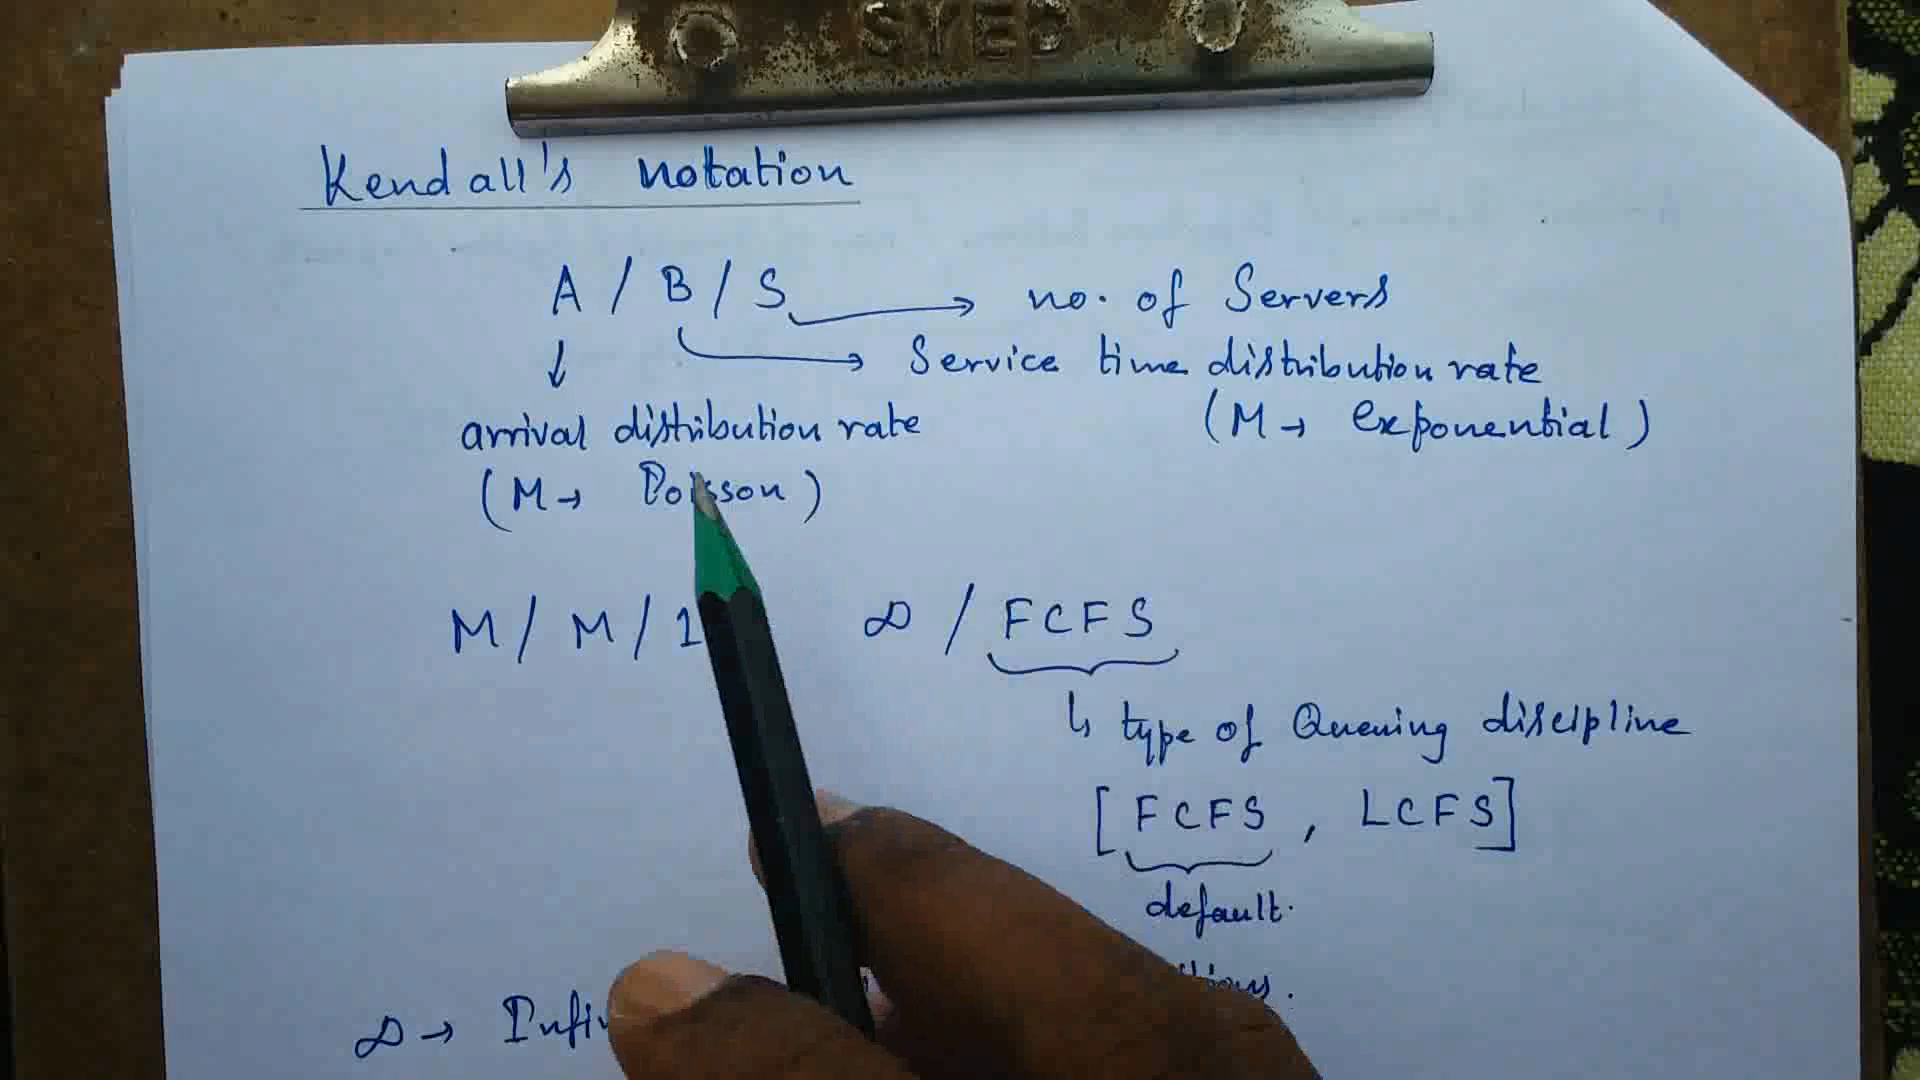 SYED
Kendall's notation
A / B / S → no. of Servers
↓ → Service time distribution rate
arrival distribution rate (M → exponential)
(M → Poisson)
M / M / 1 ∞ / FCFS
↳ type of Queuing discipline
[FCFS, LCFS]
default.
∞ →